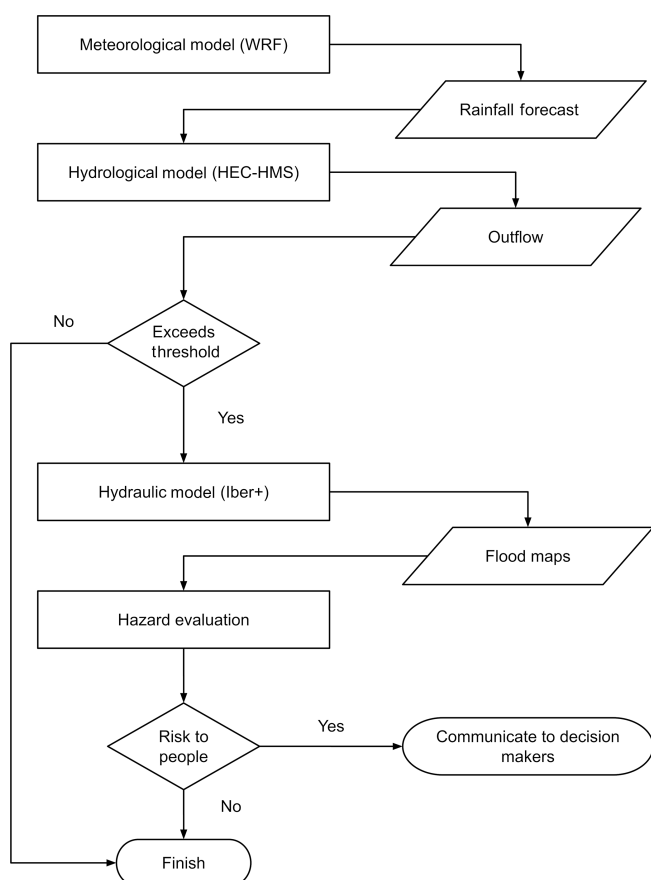 Meteorological model (WRF)
Rainfall forecast
Hydrological model (HEC-HMS)
Outflow
No
Exceeds
threshold
Yes
Hydraulic model (Iber+)
Flood maps
Hazard evaluation
Risk to
people
Yes
Communicate to decision
makers
No
Finish